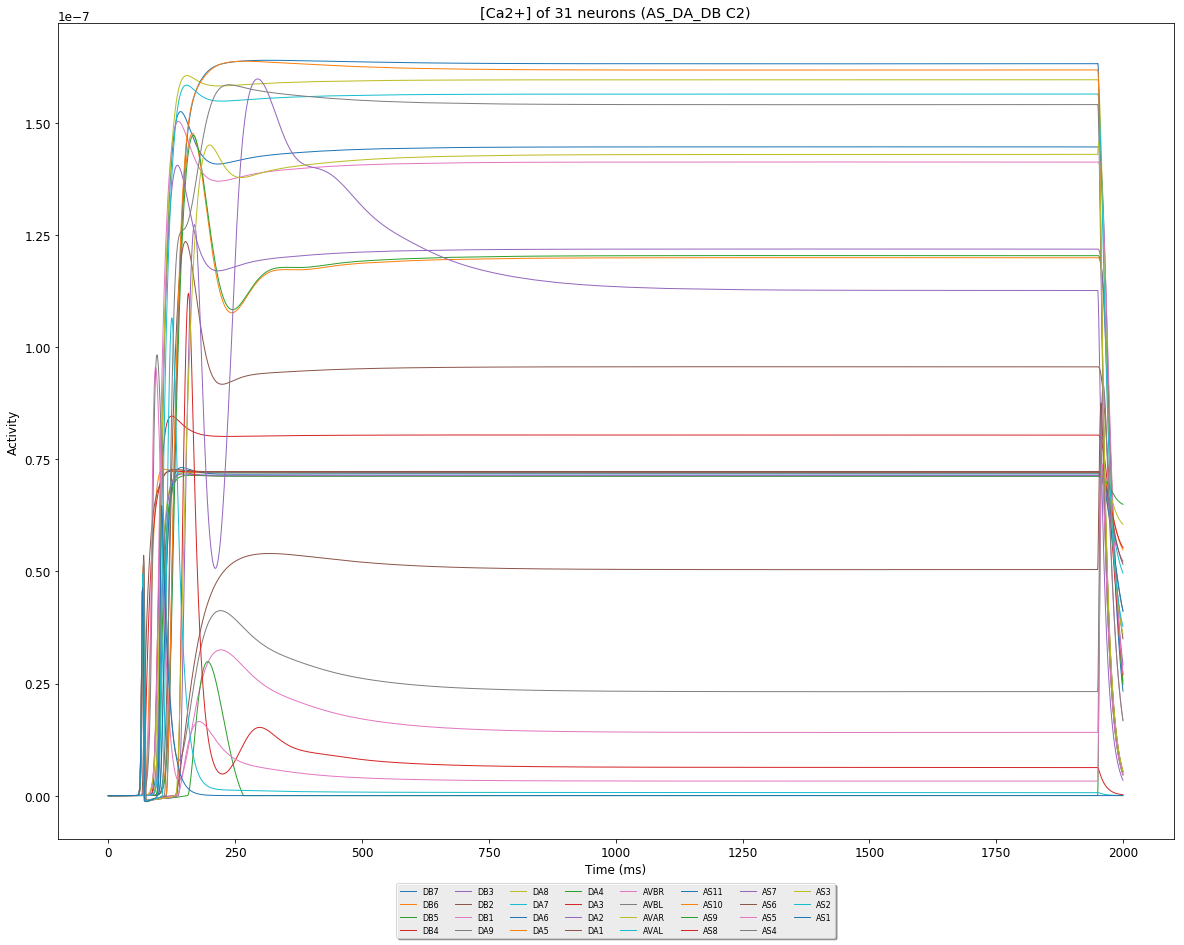 [Ca2+] of 31 neurons (AS_DA_DB C2)
1e−7
1.50
1.25
1.00
0.75
0.50
0.25
0.00
Activity
0 250 500 750 1000 1250 1500 1750 2000
Time (ms)
DB7 DB3 DA8 DA4 AVBR AS11 AS7 AS3
DB6 DB2 DA7 DA3 AVBL AS10 AS6 AS2
DB5 DB1 DA6 DA2 AVAR AS9 AS5 AS1
DB4 DA9 DA5 DA1 AVAL AS8 AS4